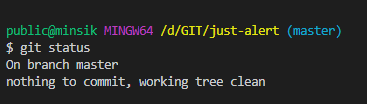 public@minsik MINGW64 /d/GIT/just-alert (master)
$ git status
On branch master
nothing to commit, working tree clean